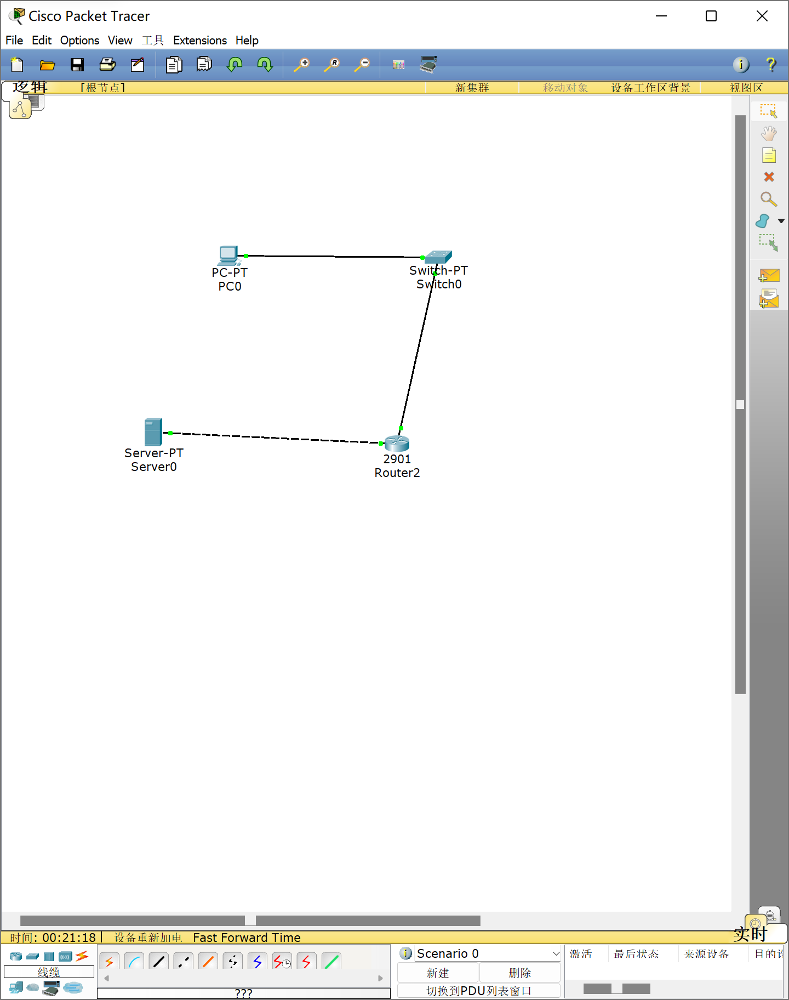 Cisco Packet Tracer
File Edit Options View 工具 Extensions Help
逻辑 [根节点] 新集群 移动对象 设备工作区背景 视图区
PC-PT
PC0
Switch-PT
Switch0
Server-PT
Server0
2901
Router2
时间: 00:21:18 设备重新加电 Fast Forward Time 实时
Scenario 0
激活 最后状态 来源设备 目的
线缆
新建 删除
???
切换到PDU列表窗口